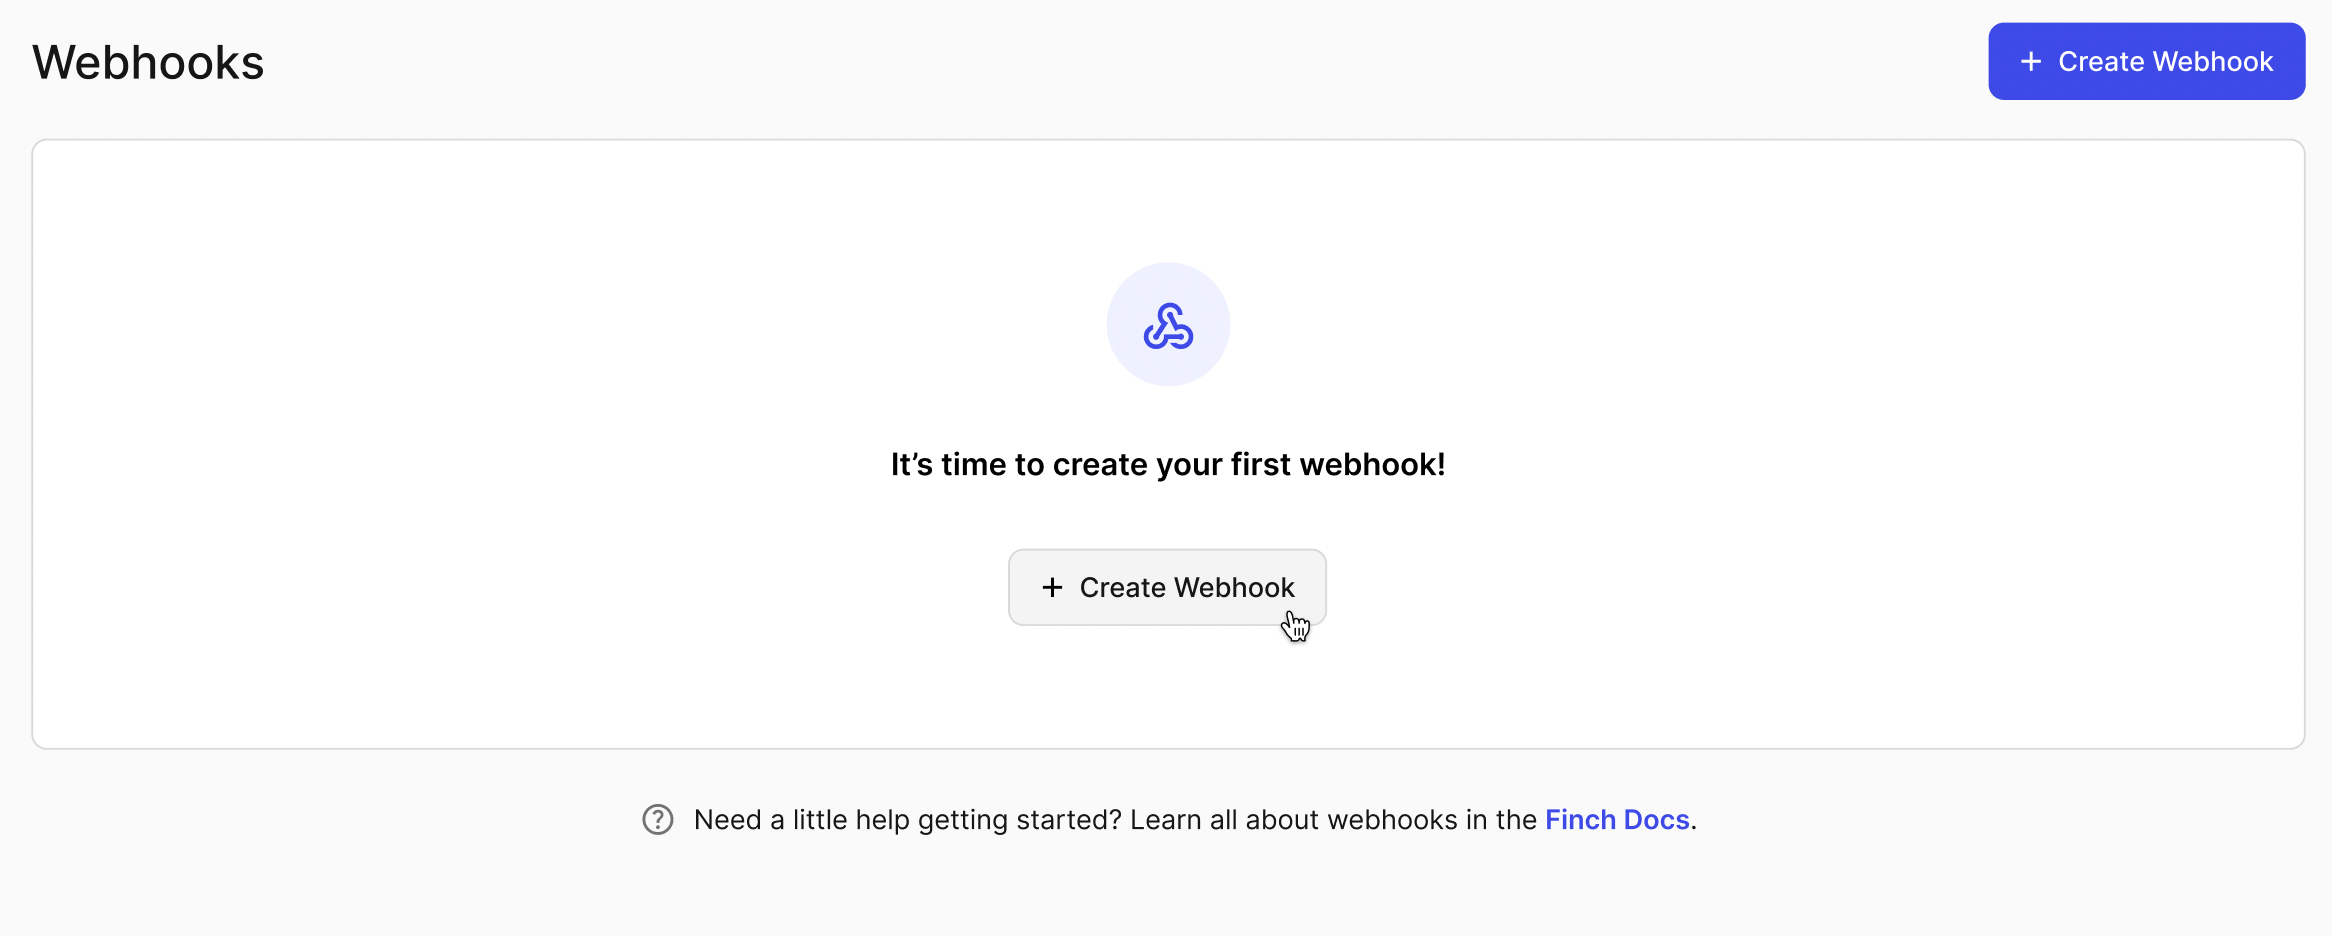 Webhooks
+ Create Webhook
It’s time to create your first webhook!
+ Create Webhook
Need a little help getting started? Learn all about webhooks in the Finch Docs.